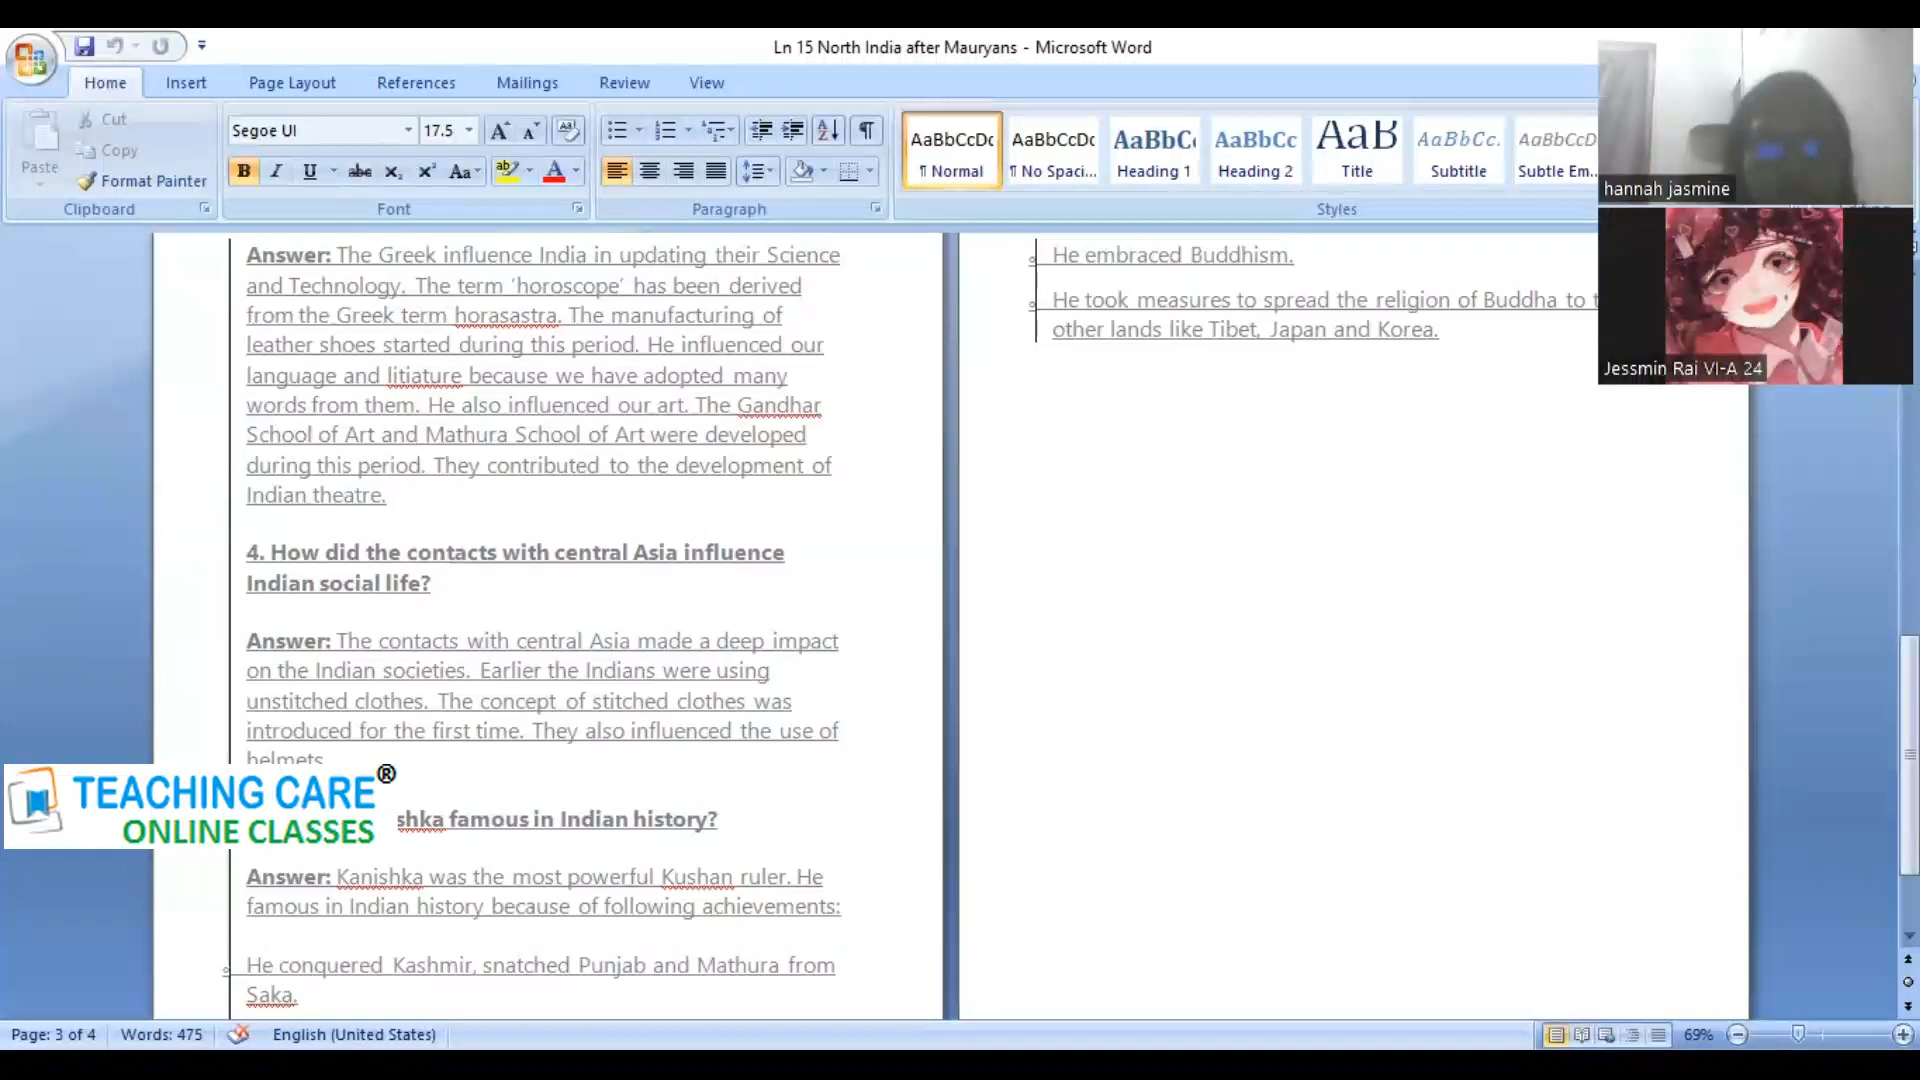 Ln 15 North India after Mauryans - Microsoft Word
Home Insert Page Layout References Mailings Review View
Paste
Cut
Copy
Format Painter
Clipboard
Segoe UI 17.5
Font
Paragraph
AaBbCcDc AaBbCcDc AaBbC AaBbCc AaB AaBbCc. AaBbCcD
¶ Normal ¶ No Spaci... Heading 1 Heading 2 Title Subtitle Subtle Em...
Styles
hannah jasmine
Jessmin Rai VI-A 24
Answer: The Greek influence India in updating their Science
and Technology. The term ‘horoscope’ has been derived
from the Greek term horasastra. The manufacturing of
leather shoes started during this period. He influenced our
language and litiature because we have adopted many
words from them. He also influenced our art. The Gandhar
School of Art and Mathura School of Art were developed
during this period. They contributed to the development of
Indian theatre.
4. How did the contacts with central Asia influence
Indian social life?
Answer: The contacts with central Asia made a deep impact
on the Indian societies. Earlier the Indians were using
unstitched clothes. The concept of stitched clothes was
introduced for the first time. They also influenced the use of
helmets.
TEACHING CARE®
ONLINE CLASSES
shka famous in Indian history?
Answer: Kanishka was the most powerful Kushan ruler. He
famous in Indian history because of following achievements:
He conquered Kashmir, snatched Punjab and Mathura from
Saka.
He embraced Buddhism.
He took measures to spread the religion of Buddha to
other lands like Tibet, Japan and Korea.
Page: 3 of 4 Words: 475 English (United States) 69%